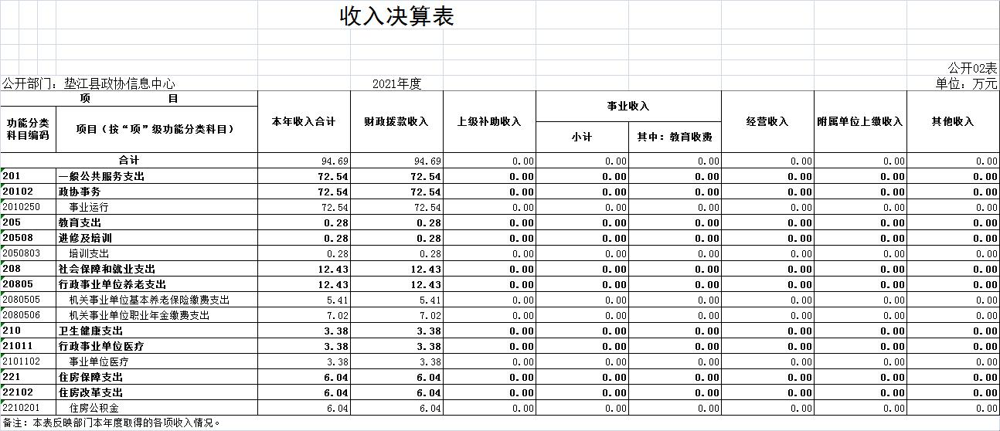 收入决算表
公开02表
公开部门：垫江县政协信息中心 2021年度 单位：万元
项 目 本年收入合计 财政拨款收入 上级补助收入 事业收入 经营收入 附属单位上缴收入 其他收入
功能分类科目编码 项目（按“项”级功能分类科目） 小计 其中：教育收费
合计 94.69 94.69 0.00 0.00 0.00 0.00 0.00 0.00
201 一般公共服务支出 72.54 72.54 0.00 0.00 0.00 0.00 0.00 0.00
20102 政协事务 72.54 72.54 0.00 0.00 0.00 0.00 0.00 0.00
2010250 事业运行 72.54 72.54 0.00 0.00 0.00 0.00 0.00 0.00
205 教育支出 0.28 0.28 0.00 0.00 0.00 0.00 0.00 0.00
20508 进修及培训 0.28 0.28 0.00 0.00 0.00 0.00 0.00 0.00
2050803 培训支出 0.28 0.28 0.00 0.00 0.00 0.00 0.00 0.00
208 社会保障和就业支出 12.43 12.43 0.00 0.00 0.00 0.00 0.00 0.00
20805 行政事业单位养老支出 12.43 12.43 0.00 0.00 0.00 0.00 0.00 0.00
2080505 机关事业单位基本养老保险缴费支出 5.41 5.41 0.00 0.00 0.00 0.00 0.00 0.00
2080506 机关事业单位职业年金缴费支出 7.02 7.02 0.00 0.00 0.00 0.00 0.00 0.00
210 卫生健康支出 3.38 3.38 0.00 0.00 0.00 0.00 0.00 0.00
21011 行政事业单位医疗 3.38 3.38 0.00 0.00 0.00 0.00 0.00 0.00
2101102 事业单位医疗 3.38 3.38 0.00 0.00 0.00 0.00 0.00 0.00
221 住房保障支出 6.04 6.04 0.00 0.00 0.00 0.00 0.00 0.00
22102 住房改革支出 6.04 6.04 0.00 0.00 0.00 0.00 0.00 0.00
2210201 住房公积金 6.04 6.04 0.00 0.00 0.00 0.00 0.00 0.00
备注：本表反映部门本年度取得的各项收入情况。